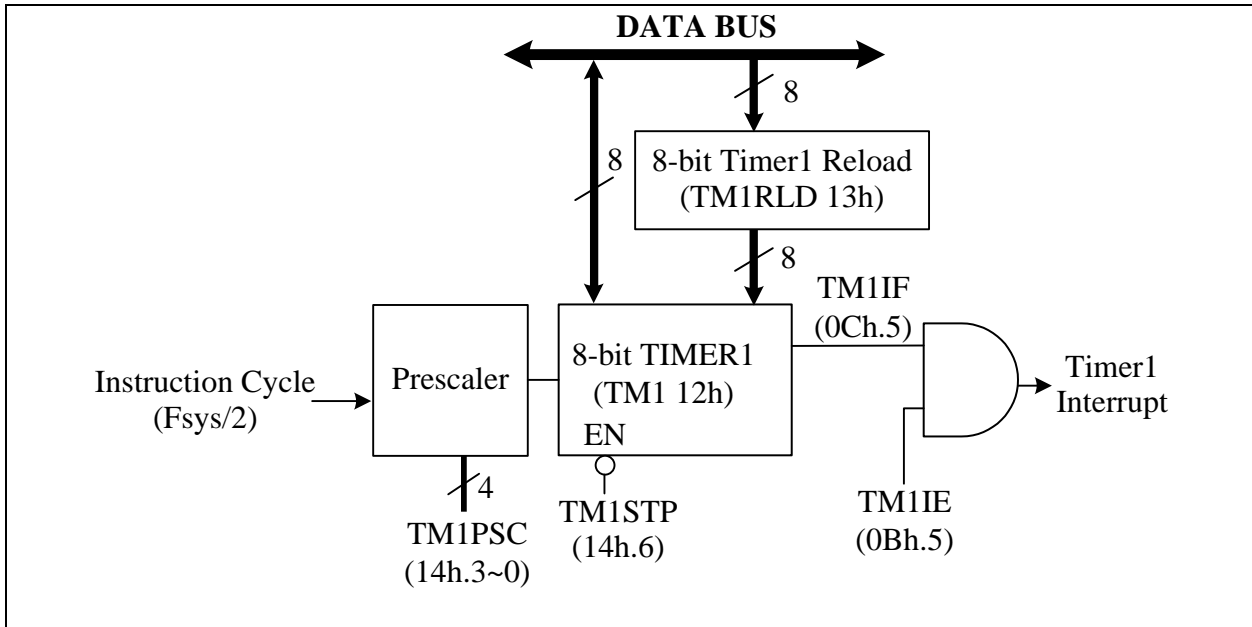 DATA BUS
8
8
8-bit Timer1 Reload
(TM1RLD 13h)
8
TM1IF
(0Ch.5)
Instruction Cycle
(Fsys/2)
Prescaler
8-bit TIMER1
(TM1 12h)
EN
Timer1
Interrupt
4
TM1PSC
(14h.3~0)
TM1STP
(14h.6)
TM1IE
(0Bh.5)